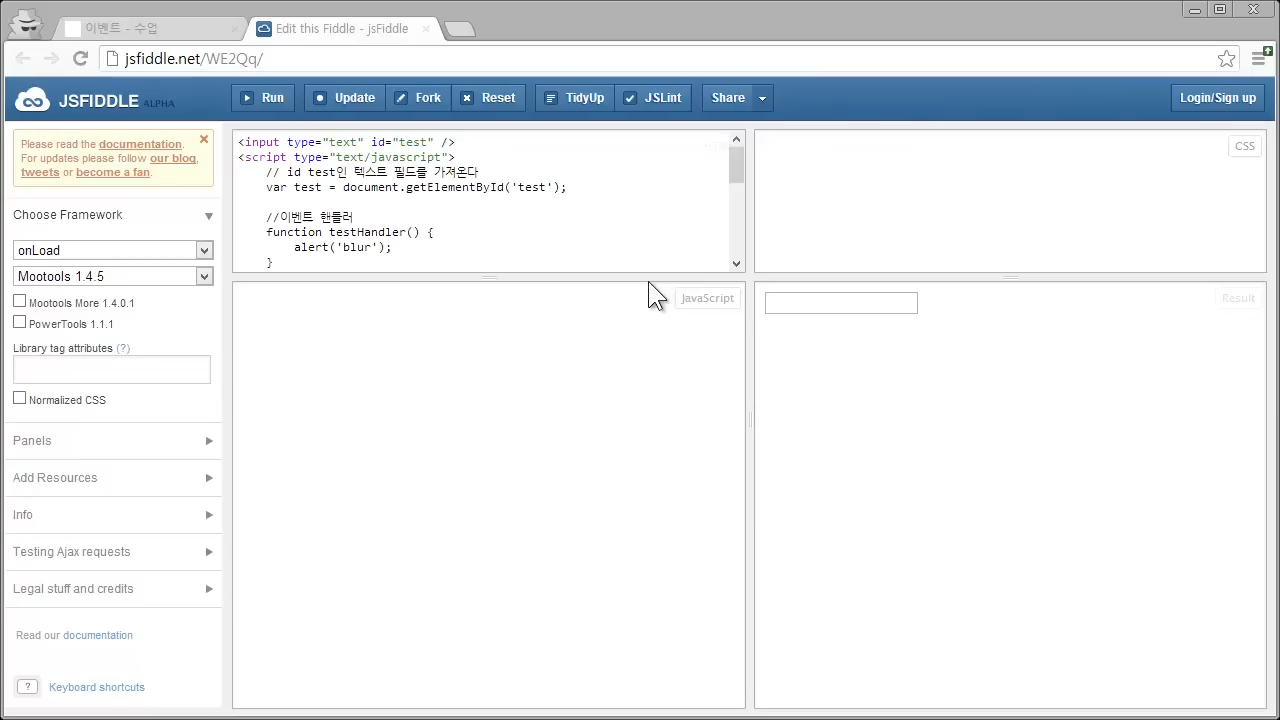 이벤트 - 수업
Edit this Fiddle - jsFiddle
jsfiddle.net/WE2Qq/
JSFIDDLE ALPHA
Run
Update
Fork
Reset
TidyUp
JSLint
Share
Login/Sign up
Please read the documentation.
For updates please follow our blog,
tweets or become a fan.
Choose Framework
onLoad
Mootools 1.4.5
Mootools More 1.4.0.1
PowerTools 1.1.1
Library tag attributes (?)
Normalized CSS
Panels
Add Resources
Info
Testing Ajax requests
Legal stuff and credits
Read our documentation
? Keyboard shortcuts
<input type="text" id="test" />
<script type="text/javascript">
// id test인 텍스트 필드를 가져온다
var test = document.getElementById('test');
//이벤트 핸들러
function testHandler() {
alert('blur');
}
CSS
JavaScript
Result